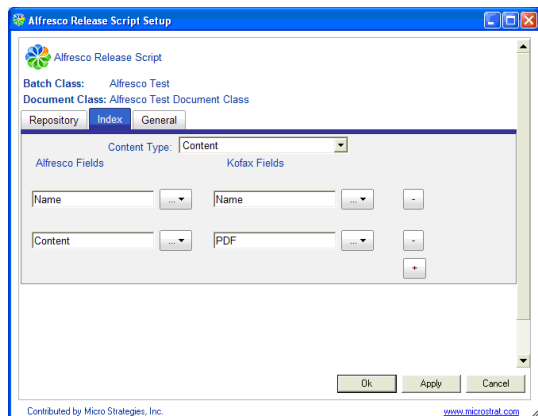 Alfresco Release Script Setup
Alfresco Release Script
Batch Class: Alfresco Test
Document Class: Alfresco Test Document Class
Repository Index General
Content Type: Content
Alfresco Fields Kofax Fields
Name ... Name ... -
Content ... PDF ... -
+
Ok Apply Cancel
Contributed by Micro Strategies, Inc. www.microstrat.com